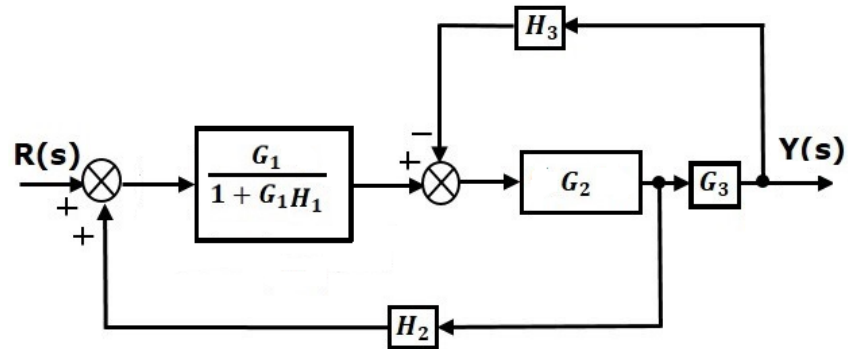 H₃
R(s)
G₁
1 + G₁H₁
−
+
G₂
G₃
Y(s)
+
+
H₂